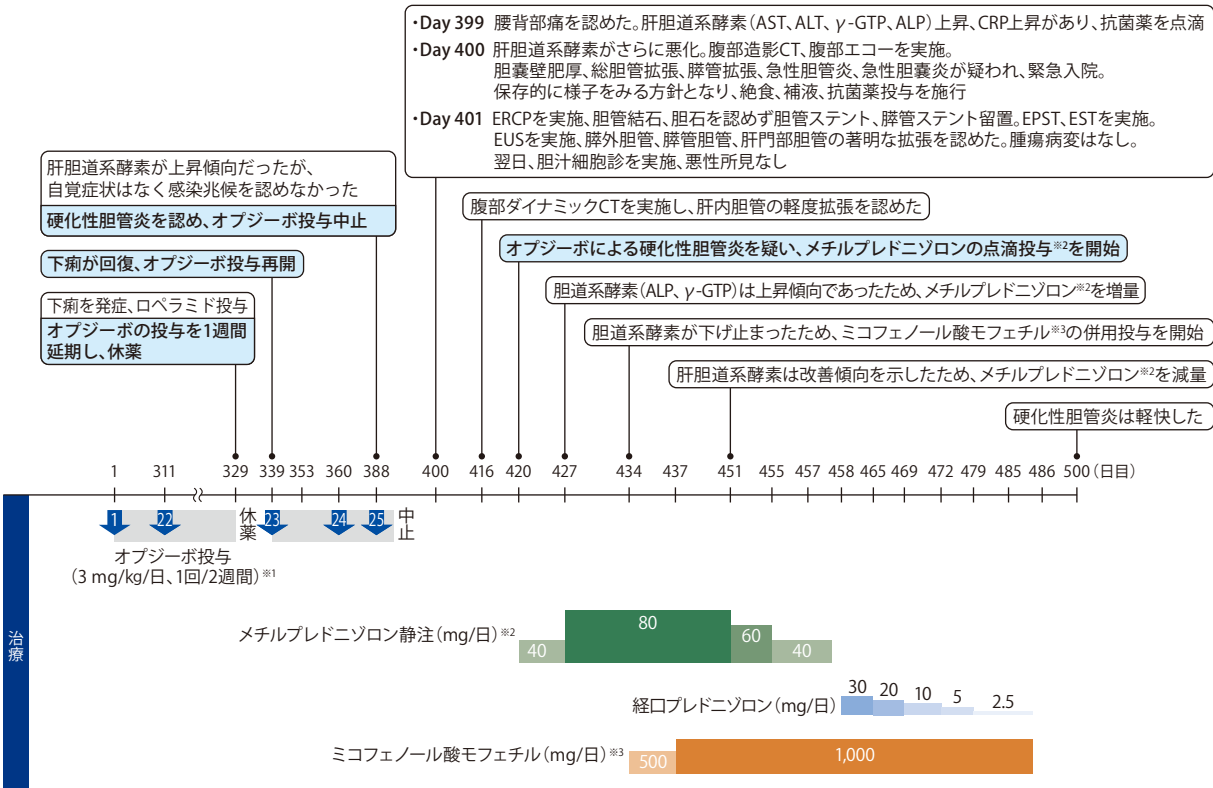 ・Day 399 腰背部痛を認めた。肝胆道系酵素(AST、ALT、γ-GTP、ALP)上昇、CRP上昇があり、抗菌薬を点滴
・Day 400 肝胆道系酵素がさらに悪化。腹部造影CT、腹部エコーを実施。
胆嚢壁肥厚、総胆管拡張、膵管拡張、急性胆管炎、急性胆嚢炎が疑われ、緊急入院。
保存的に様子をみる方針となり、絶食、補液、抗菌薬投与を施行
・Day 401 ERCPを実施、胆管結石、胆石を認めず胆管ステント、膵管ステント留置。EPST、ESTを実施。
EUSを実施、膵外胆管、膵管胆管、肝門部胆管の著明な拡張を認めた。腫瘍病変はなし。
翌日、胆汁細胞診を実施、悪性所見なし
肝胆道系酵素が上昇傾向だったが、
自覚症状はなく感染兆候を認めなかった
硬化性胆管炎を認め、オプジーボ投与中止
腹部ダイナミックCTを実施し、肝内胆管の軽度拡張を認めた
下痢が回復、オプジーボ投与再開
オプジーボによる硬化性胆管炎を疑い、メチルプレドニゾロンの点滴投与※2を開始
下痢を発症、ロペラミド投与
オプジーボの投与を1週間
延期し、休薬
胆道系酵素(ALP、γ-GTP)は上昇傾向であったため、メチルプレドニゾロン※2を増量
胆道系酵素が下げ止まったため、ミコフェノール酸モフェチル※3の併用投与を開始
肝胆道系酵素は改善傾向を示したため、メチルプレドニゾロン※2を減量
硬化性胆管炎は軽快した
1 311 329 339 353 360 388 400 416 420 427 434 437 451 455 457 458 465 469 472 479 485 486 500(日目)
1 22 休薬 23 24 25 中止
オプジーボ投与
(3 mg/kg/日、1回/2週間)※1
治療
メチルプレドニゾロン静注(mg/日)※2 40 80 60 40
経口プレドニゾロン(mg/日) 30 20 10 5 2.5
ミコフェノール酸モフェチル(mg/日)※3 500 1,000